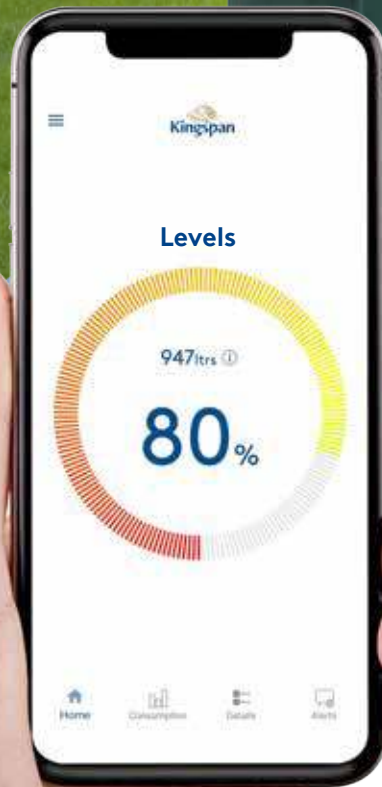 Kingspan
Levels
947ltrs
80%
Home
Consumption
Details
Alerts